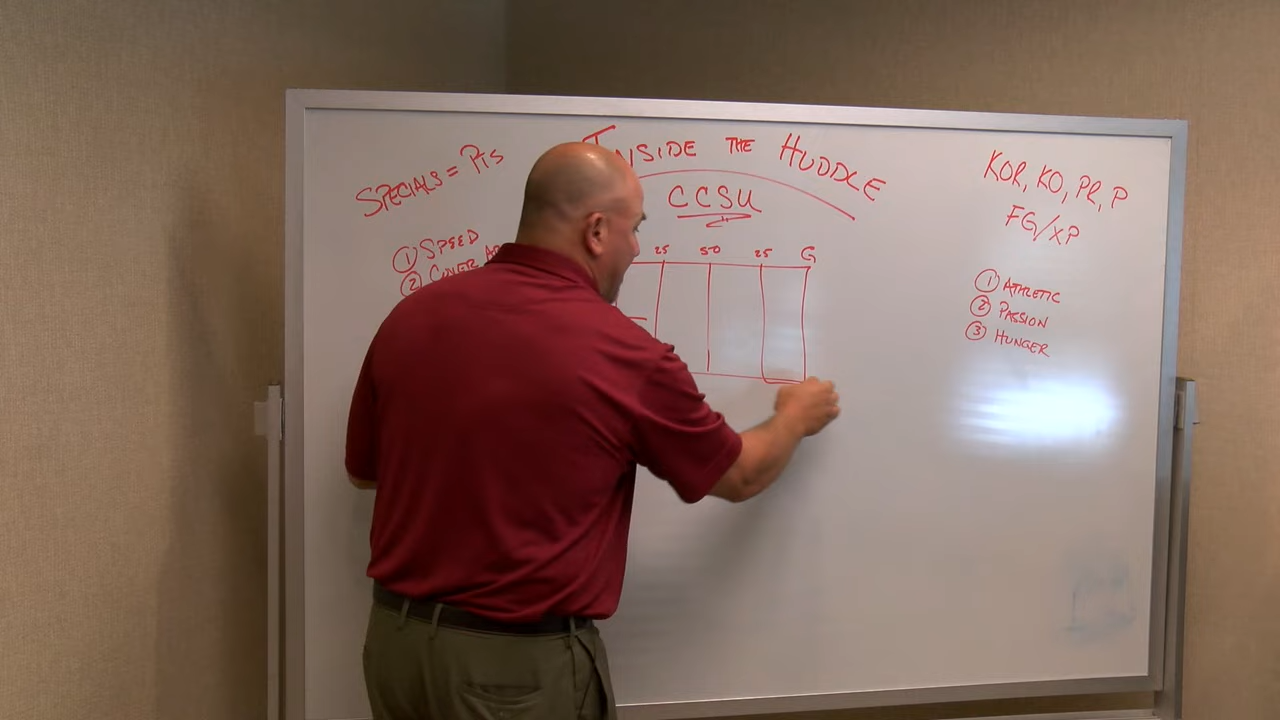 INSIDE THE HUDDLE
CCSU
SPECIALS = PTS
① SPEED
② COVER
25 50 25 G
KOR, KO, PR, P
FG/XP
① ATHLETIC
② PASSION
③ HUNGER